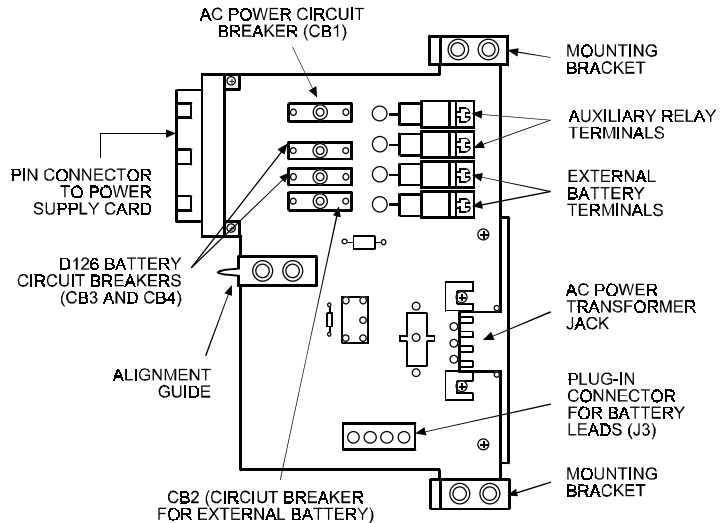 AC POWER CIRCUIT
BREAKER (CB1)
MOUNTING
BRACKET
AUXILIARY RELAY
TERMINALS
PIN CONNECTOR
TO POWER
SUPPLY CARD
EXTERNAL
BATTERY
TERMINALS
D126 BATTERY
CIRCUIT BREAKERS
(CB3 AND CB4)
AC POWER
TRANSFORMER
JACK
ALIGNMENT
GUIDE
PLUG-IN
CONNECTOR
FOR BATTERY
LEADS (J3)
CB2 (CIRCIUT BREAKER
FOR EXTERNAL BATTERY)
MOUNTING
BRACKET